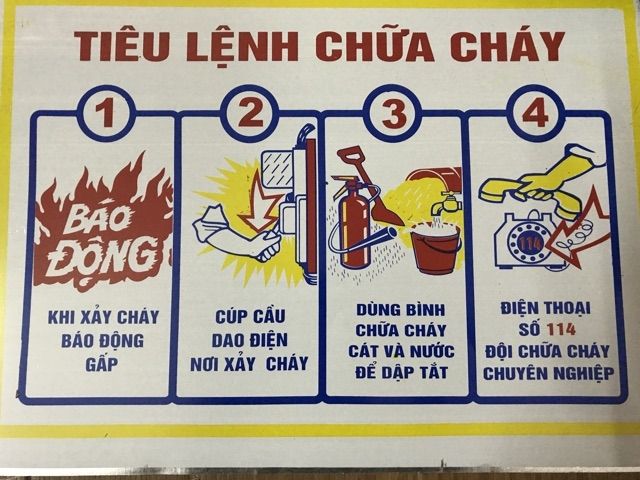 TIÊU LỆNH CHỮA CHÁY
1
2
3
4
BÁO
ĐỘNG
114
KHI XẢY CHÁY
BÁO ĐỘNG
GẤP
CÚP CẦU
DAO ĐIỆN
NƠI XẢY CHÁY
DÙNG BÌNH
CHỮA CHÁY
CÁT VÀ NƯỚC
ĐỂ DẬP TẮT
ĐIỆN THOẠI
SỐ 114
ĐỘI CHỮA CHÁY
CHUYÊN NGHIỆP